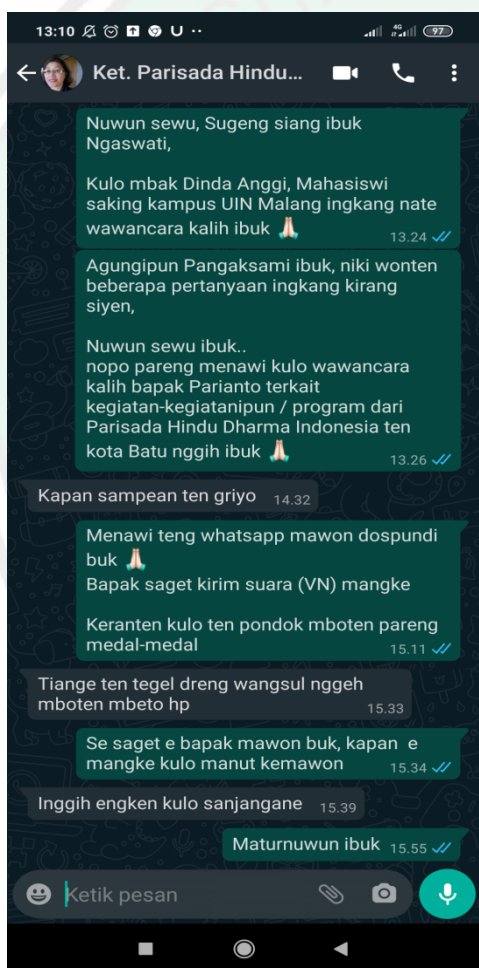 13:10 U ··
4G 97
Ket. Parisada Hindu...
Nuwun sewu, Sugeng siang ibuk
Ngaswati,
Kulo mbak Dinda Anggi, Mahasiswi
saking kampus UIN Malang ingkang nate
wawancara kalih ibuk 🙏🏻
13.24
Agungipun Pangaksami ibuk, niki wonten
beberapa pertanyaan ingkang kirang
siyen,
Nuwun sewu ibuk..
nopo pareng menawi kulo wawancara
kalih bapak Parianto terkait
kegiatan-kegiatanipun / program dari
Parisada Hindu Dharma Indonesia ten
kota Batu nggih ibuk 🙏🏻
13.26
Kapan sampean ten griyo 14.32
Menawi teng whatsapp mawon dospundi
buk 🙏🏻
Bapak saget kirim suara (VN) mangke
Keranten kulo ten pondok mboten pareng
medal-medal
15.11
Tiange ten tegel dreng wangsul nggeh
mboten mbeto hp
15.33
Se saget e bapak mawon buk, kapan e
mangke kulo manut kemawon 15.34
Inggih engken kulo sanjangane 15.39
Maturnuwun ibuk 15.55
Ketik pesan